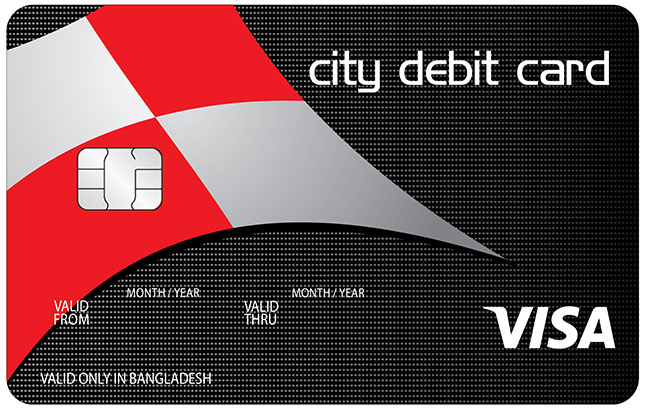 city debit card
MONTH / YEAR MONTH / YEAR
VALID FROM VALID THRU
VISA
VALID ONLY IN BANGLADESH